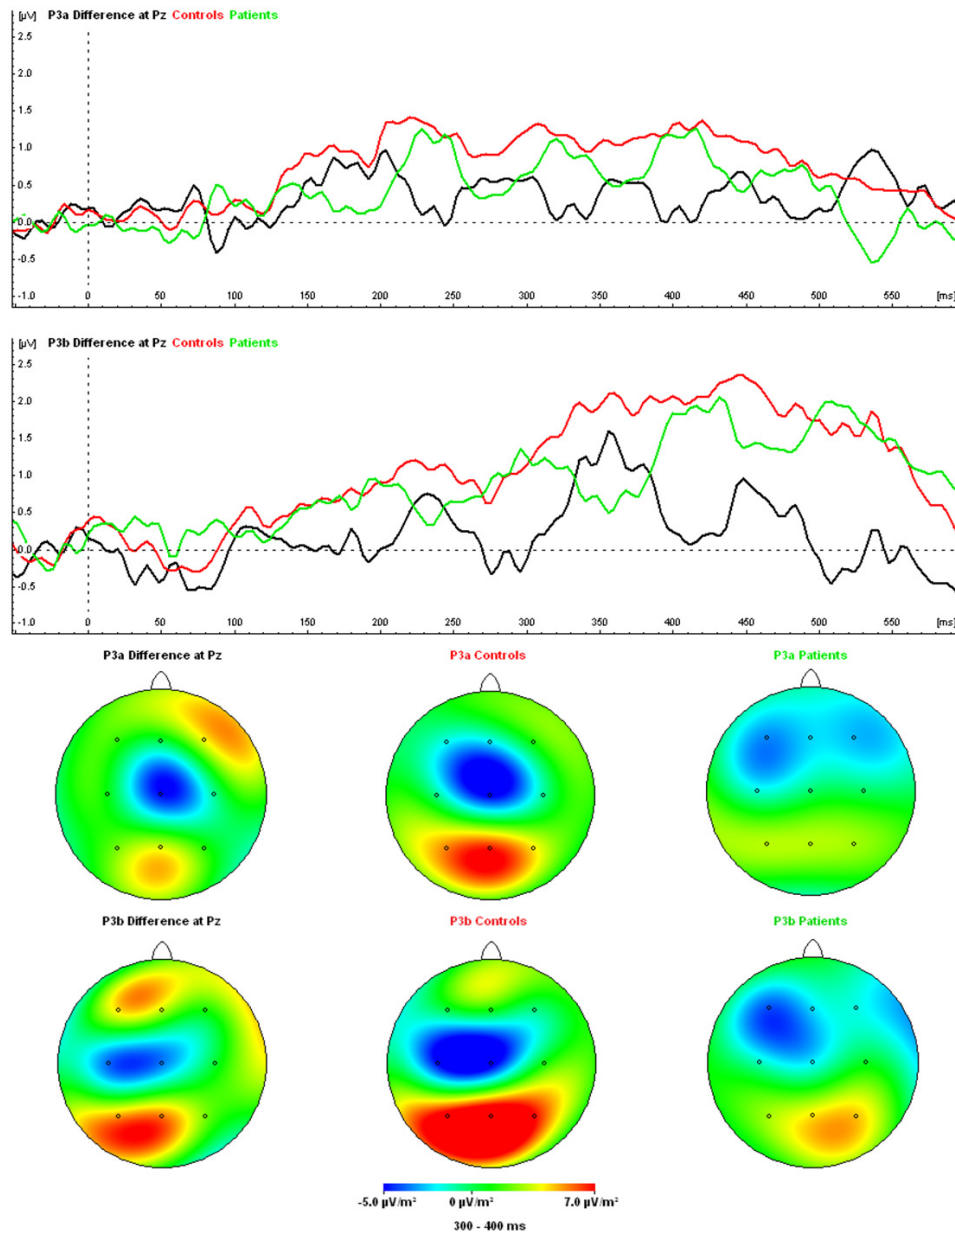 [µV] P3a Difference at Pz Controls Patients
2.5
2.0
1.5
1.0
0.5
0.0
-0.5
-1.0
0 50 100 150 200 250 300 350 400 450 500 550 [ms]
[µV] P3b Difference at Pz Controls Patients
2.5
2.0
1.5
1.0
0.5
0.0
-0.5
-1.0
0 50 100 150 200 250 300 350 400 450 500 550 [ms]
P3a Difference at Pz P3a Controls P3a Patients
P3b Difference at Pz P3b Controls P3b Patients
-5.0 µV/m² 0 µV/m² 7.0 µV/m²
300 - 400 ms